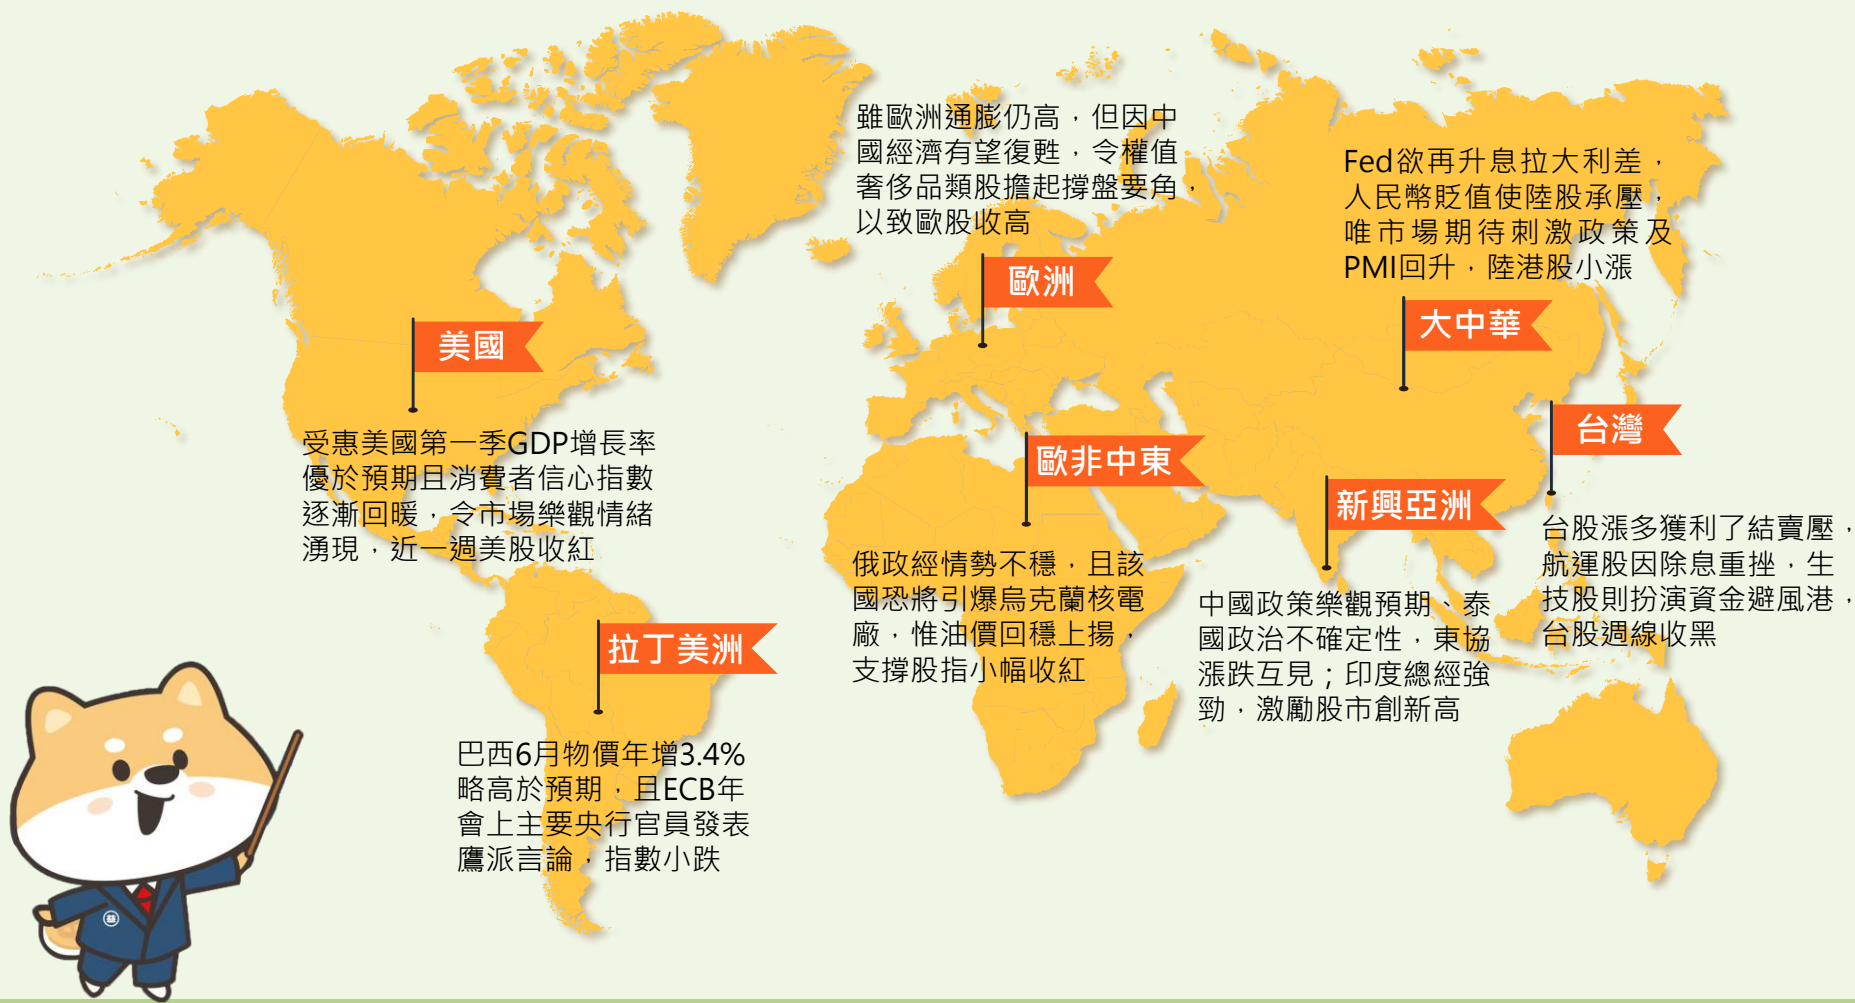 雖歐洲通膨仍高，但因中
國經濟有望復甦，令權值
奢侈品類股擔起撐盤要角，
以致歐股收高
歐洲
Fed欲再升息拉大利差，
人民幣貶值使陸股承壓，
唯市場期待刺激政策及
PMI回升，陸港股小漲
大中華
美國
受惠美國第一季GDP增長率
優於預期且消費者信心指數
逐漸回暖，令市場樂觀情緒
湧現，近一週美股收紅
歐非中東
俄政經情勢不穩，且該
國恐將引爆烏克蘭核電
廠，惟油價回穩上揚，
支撐股指小幅收紅
新興亞洲
中國政策樂觀預期、泰
國政治不確定性，東協
漲跌互見；印度總經強
勁，激勵股市創新高
台灣
台股漲多獲利了結賣壓，
航運股因除息重挫，生
技股則扮演資金避風港，
台股週線收黑
拉丁美洲
巴西6月物價年增3.4%
略高於預期，且ECB年
會上主要央行官員發表
鷹派言論，指數小跌